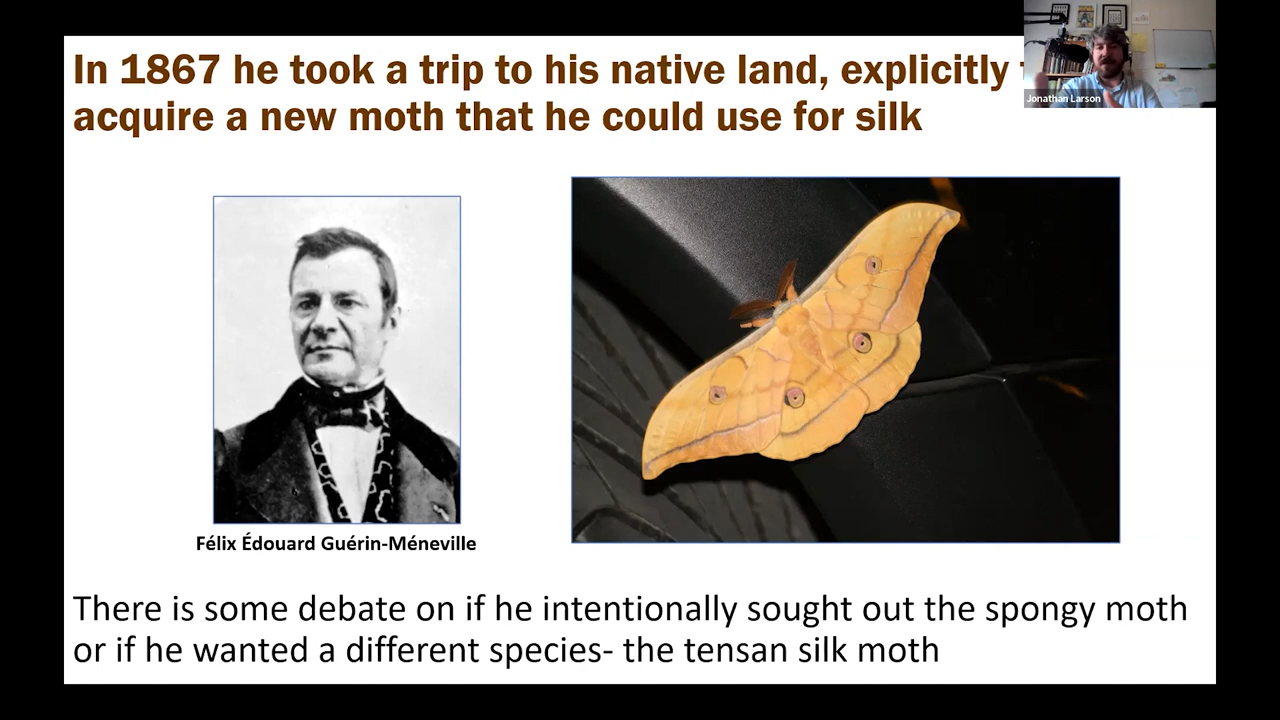 In 1867 he took a trip to his native land, explicitly
acquire a new moth that he could use for silk
Jonathan Larson
Félix Édouard Guérin-Méneville
There is some debate on if he intentionally sought out the spongy moth
or if he wanted a different species- the tensan silk moth